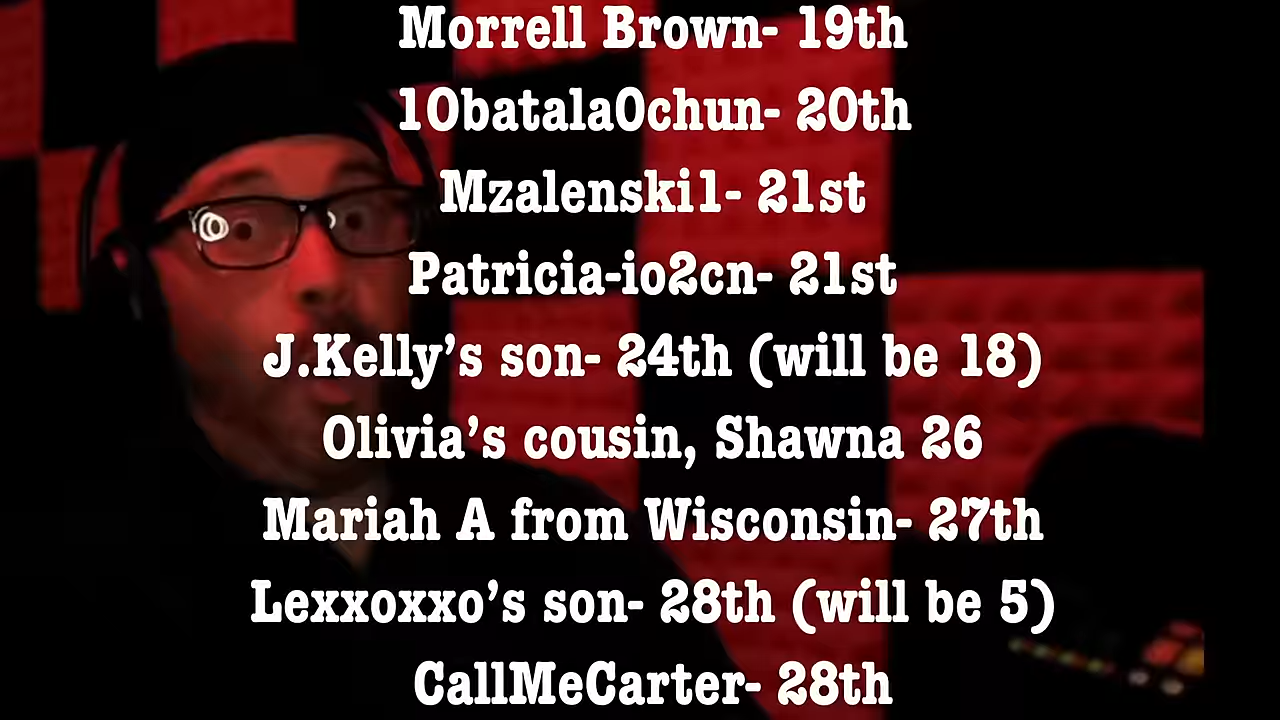 Morrell Brown- 19th
10batala0chun- 20th
Mzalenski1- 21st
Patricia-io2cn- 21st
J.Kelly’s son- 24th (will be 18)
Olivia’s cousin, Shawna 26
Mariah A from Wisconsin- 27th
Lexxoxxo’s son- 28th (will be 5)
CallMeCarter- 28th